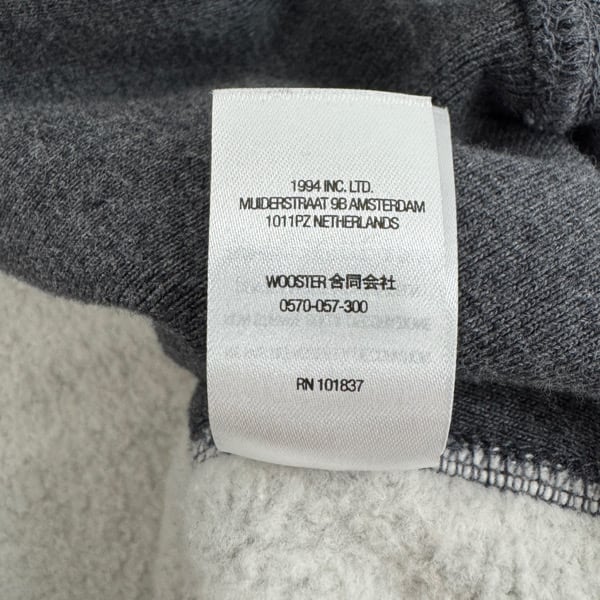 1994 INC. LTD.
MUIDERSTRAAT 9B AMSTERDAM
1011PZ NETHERLANDS
WOOSTER 合同会社
0570-057-300
RN 101837